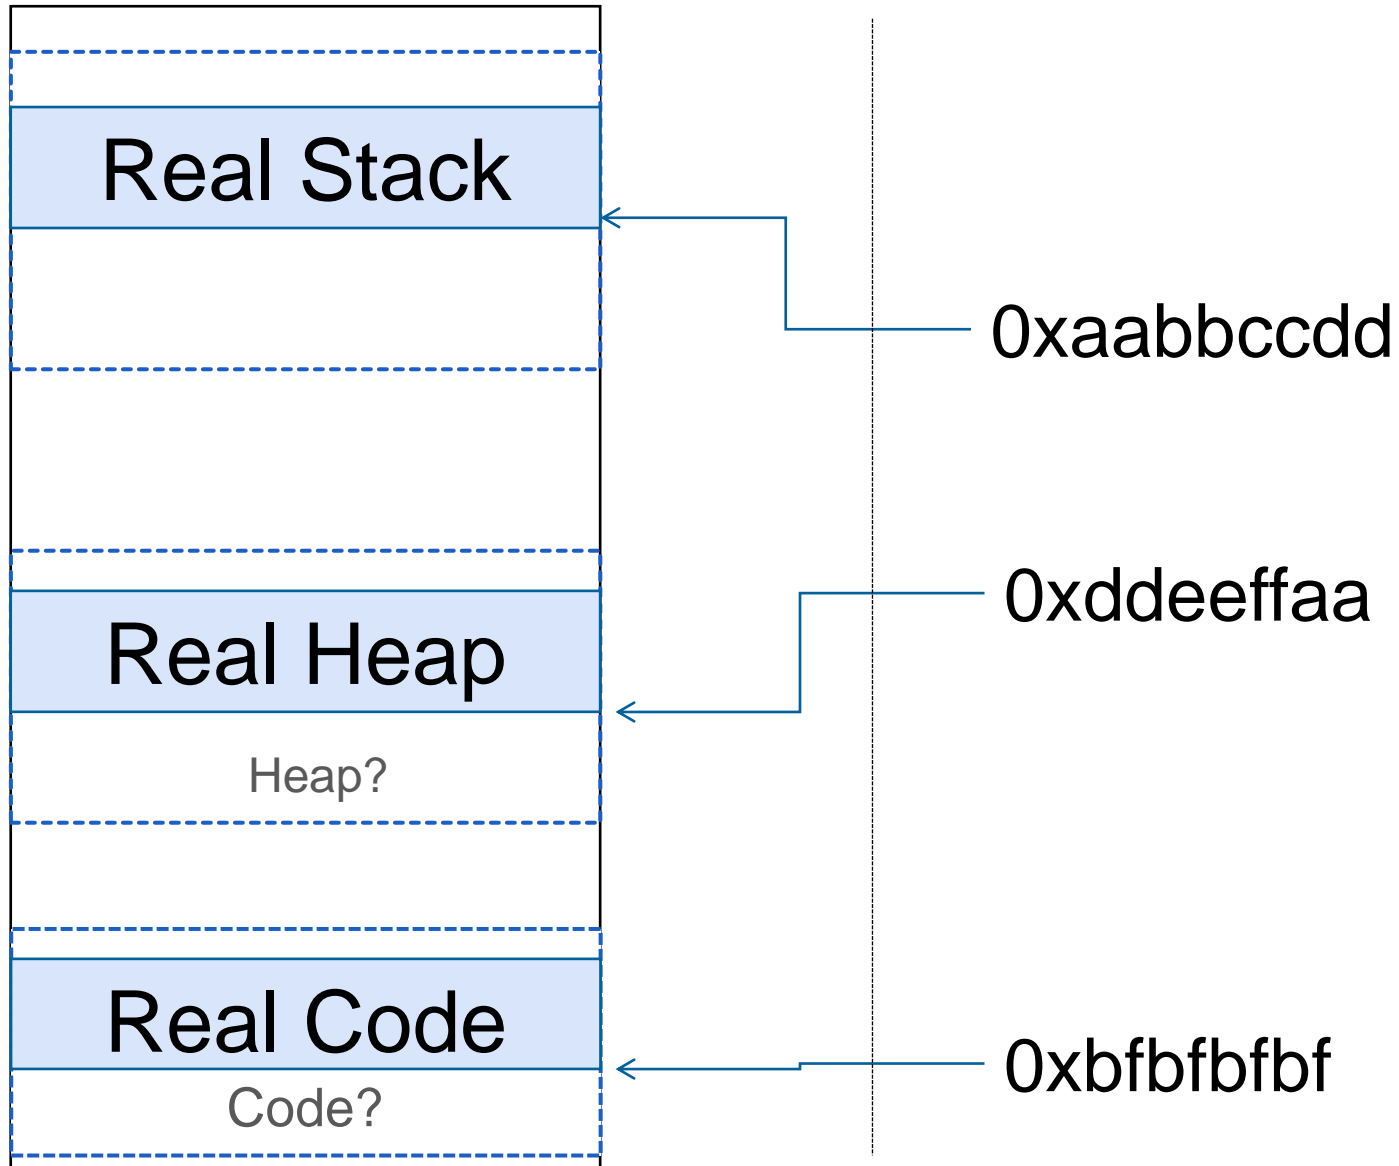 Real Stack
0xaabbccdd
0xddeeffaa
Real Heap
Heap?
Real Code
0xbfbfbfbf
Code?